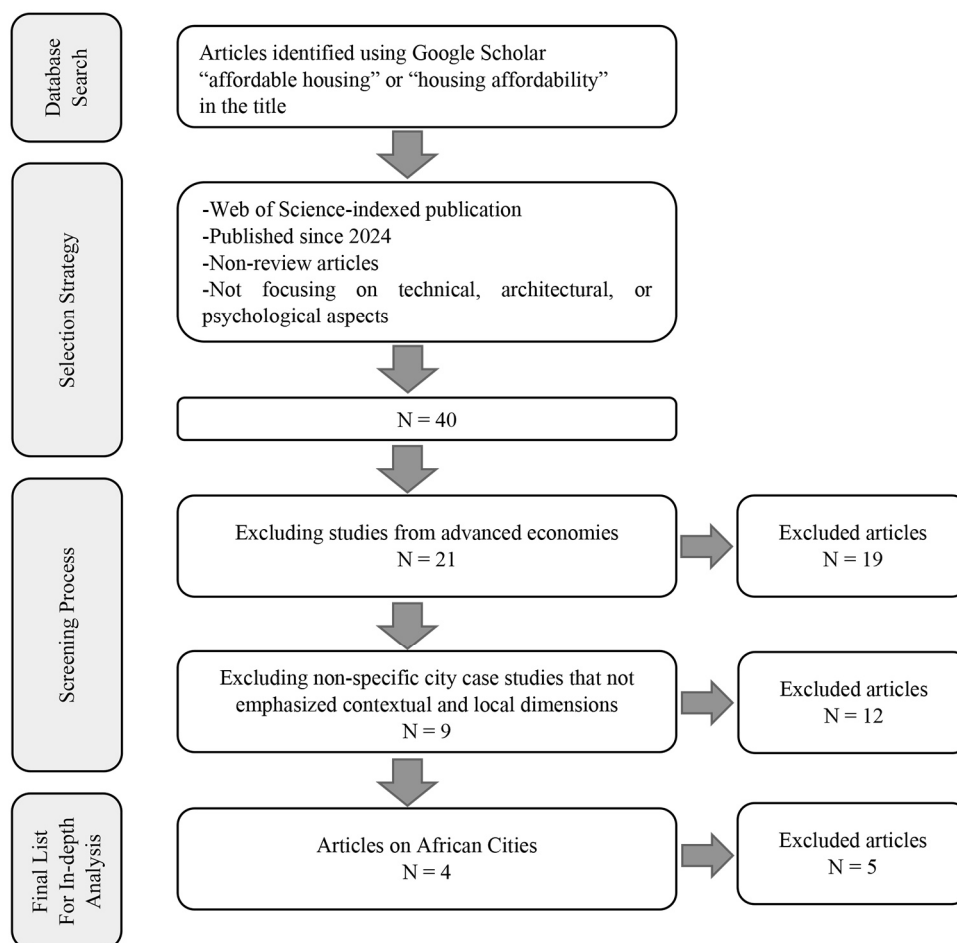 Database
Search
Articles identified using Google Scholar
“affordable housing” or “housing affordability”
in the title
Selection Strategy
-Web of Science-indexed publication
-Published since 2024
-Non-review articles
-Not focusing on technical, architectural, or
psychological aspects
N = 40
Screening Process
Excluding studies from advanced economies
N = 21
Excluded articles
N = 19
Excluding non-specific city case studies that not
emphasized contextual and local dimensions
N = 9
Excluded articles
N = 12
Final List
For In-depth
Analysis
Articles on African Cities
N = 4
Excluded articles
N = 5